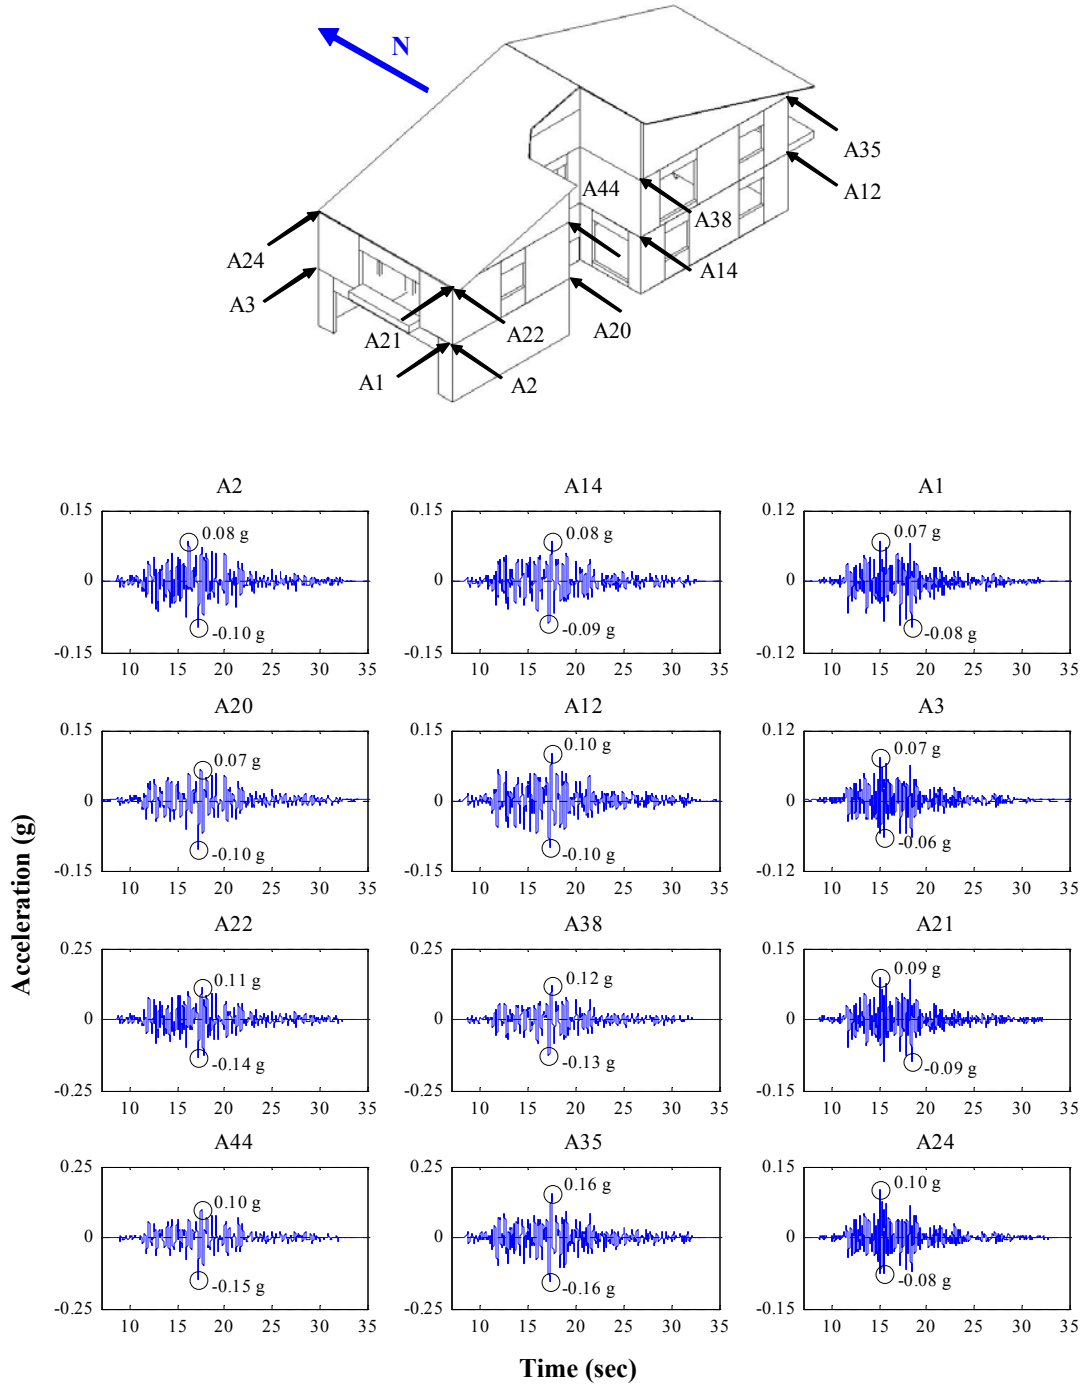 N
A35
A44
A12
A38
A24
A14
A3
A21
A22
A20
A1
A2
A2
A14
A1
0.15
0.15
0.12
0.08 g
0.08 g
0.07 g
0
0
0
-0.10 g
-0.09 g
-0.08 g
-0.15
-0.15
-0.12
10 15 20 25 30 35
10 15 20 25 30 35
10 15 20 25 30 35
A20
A12
A3
0.15
0.15
0.12
0.07 g
0.10 g
0.07 g
0
0
0
-0.10 g
-0.10 g
-0.06 g
-0.15
-0.15
-0.12
10 15 20 25 30 35
10 15 20 25 30 35
10 15 20 25 30 35
Acceleration (g)
A22
A38
A21
0.25
0.25
0.15
0.11 g
0.12 g
0.09 g
0
0
0
-0.14 g
-0.13 g
-0.09 g
-0.25
-0.25
-0.15
10 15 20 25 30 35
10 15 20 25 30 35
10 15 20 25 30 35
A44
A35
A24
0.25
0.25
0.15
0.10 g
0.16 g
0.10 g
0
0
0
-0.15 g
-0.16 g
-0.08 g
-0.25
-0.25
-0.15
10 15 20 25 30 35
10 15 20 25 30 35
10 15 20 25 30 35
Time (sec)